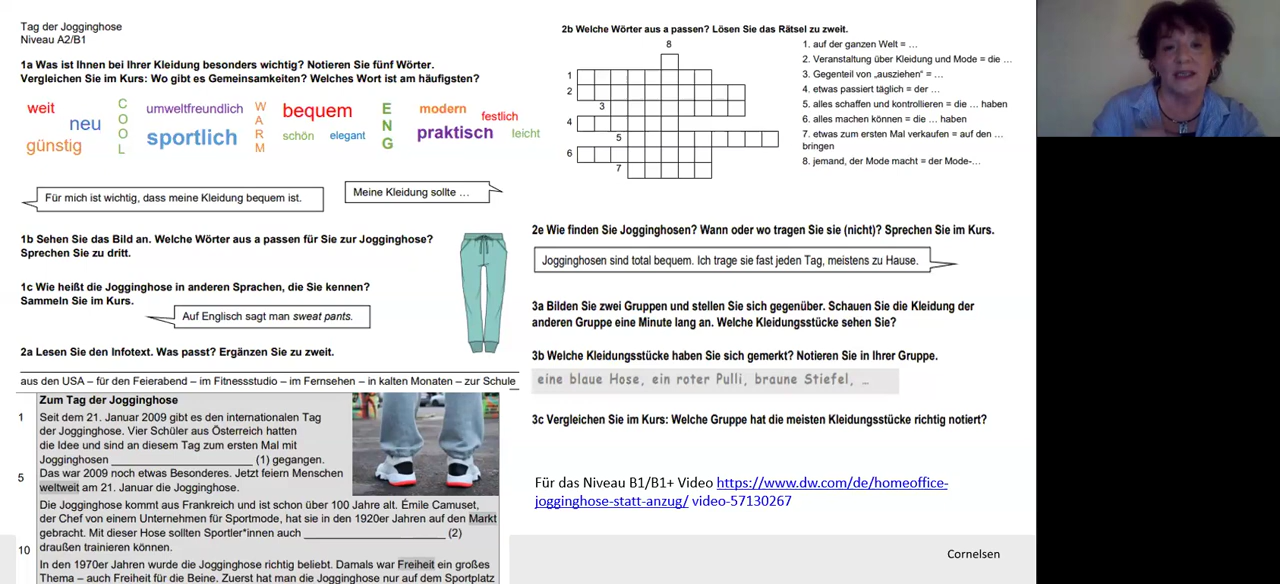 Tag der Jogginghose
Niveau A2/B1
1a Was ist Ihnen bei Ihrer Kleidung besonders wichtig? Notieren Sie fünf Wörter.
Vergleichen Sie im Kurs: Wo gibt es Gemeinsamkeiten? Welches Wort ist am häufigsten?
weit
neu
günstig
COOL
umweltfreundlich
sportlich
WARM
bequem
schön
elegant
ENG
modern
festlich
praktisch
leicht
Für mich ist wichtig, dass meine Kleidung bequem ist.
Meine Kleidung sollte …
1b Sehen Sie das Bild an. Welche Wörter aus a passen für Sie zur Jogginghose?
Sprechen Sie zu dritt.
1c Wie heißt die Jogginghose in anderen Sprachen, die Sie kennen?
Sammeln Sie im Kurs.
Auf Englisch sagt man sweat pants.
2a Lesen Sie den Infotext. Was passt? Ergänzen Sie zu zweit.
aus den USA – für den Feierabend – im Fitnessstudio – im Fernsehen – in kalten Monaten – zur Schule
Zum Tag der Jogginghose
1 Seit dem 21. Januar 2009 gibt es den internationalen Tag
der Jogginghose. Vier Schüler aus Österreich hatten
die Idee und sind an diesem Tag zum ersten Mal mit
Jogginghosen ____________________ (1) gegangen.
5 Das war 2009 noch etwas Besonderes. Jetzt feiern Menschen
weltweit am 21. Januar die Jogginghose.
Die Jogginghose kommt aus Frankreich und ist schon über 100 Jahre alt. Émile Camuset,
der Chef von einem Unternehmen für Sportmode, hat sie in den 1920er Jahren auf den Markt
gebracht. Mit dieser Hose sollten Sportler*innen auch ____________________ (2)
10 draußen trainieren können.
In den 1970er Jahren wurde die Jogginghose richtig beliebt. Damals war Freiheit ein großes
Thema – auch Freiheit für die Beine. Zuerst hat man die Jogginghose nur auf dem Sportplatz
2b Welche Wörter aus a passen? Lösen Sie das Rätsel zu zweit.
8
1
2
3
4
5
6
7
1. auf der ganzen Welt = …
2. Veranstaltung über Kleidung und Mode = die …
3. Gegenteil von „ausziehen“ = …
4. etwas passiert täglich = der …
5. alles schaffen und kontrollieren = die … haben
6. alles machen können = die … haben
7. etwas zum ersten Mal verkaufen = auf den …
bringen
8. jemand, der Mode macht = der Mode-…
2e Wie finden Sie Jogginghosen? Wann oder wo tragen Sie sie (nicht)? Sprechen Sie im Kurs.
Jogginghosen sind total bequem. Ich trage sie fast jeden Tag, meistens zu Hause.
3a Bilden Sie zwei Gruppen und stellen Sie sich gegenüber. Schauen Sie die Kleidung der
anderen Gruppe eine Minute lang an. Welche Kleidungsstücke sehen Sie?
3b Welche Kleidungsstücke haben Sie sich gemerkt? Notieren Sie in Ihrer Gruppe.
eine blaue Hose, ein roter Pulli, braune Stiefel, …
3c Vergleichen Sie im Kurs: Welche Gruppe hat die meisten Kleidungsstücke richtig notiert?
Für das Niveau B1/B1+ Video https://www.dw.com/de/homeoffice-
jogginghose-statt-anzug/ video-57130267
Cornelsen